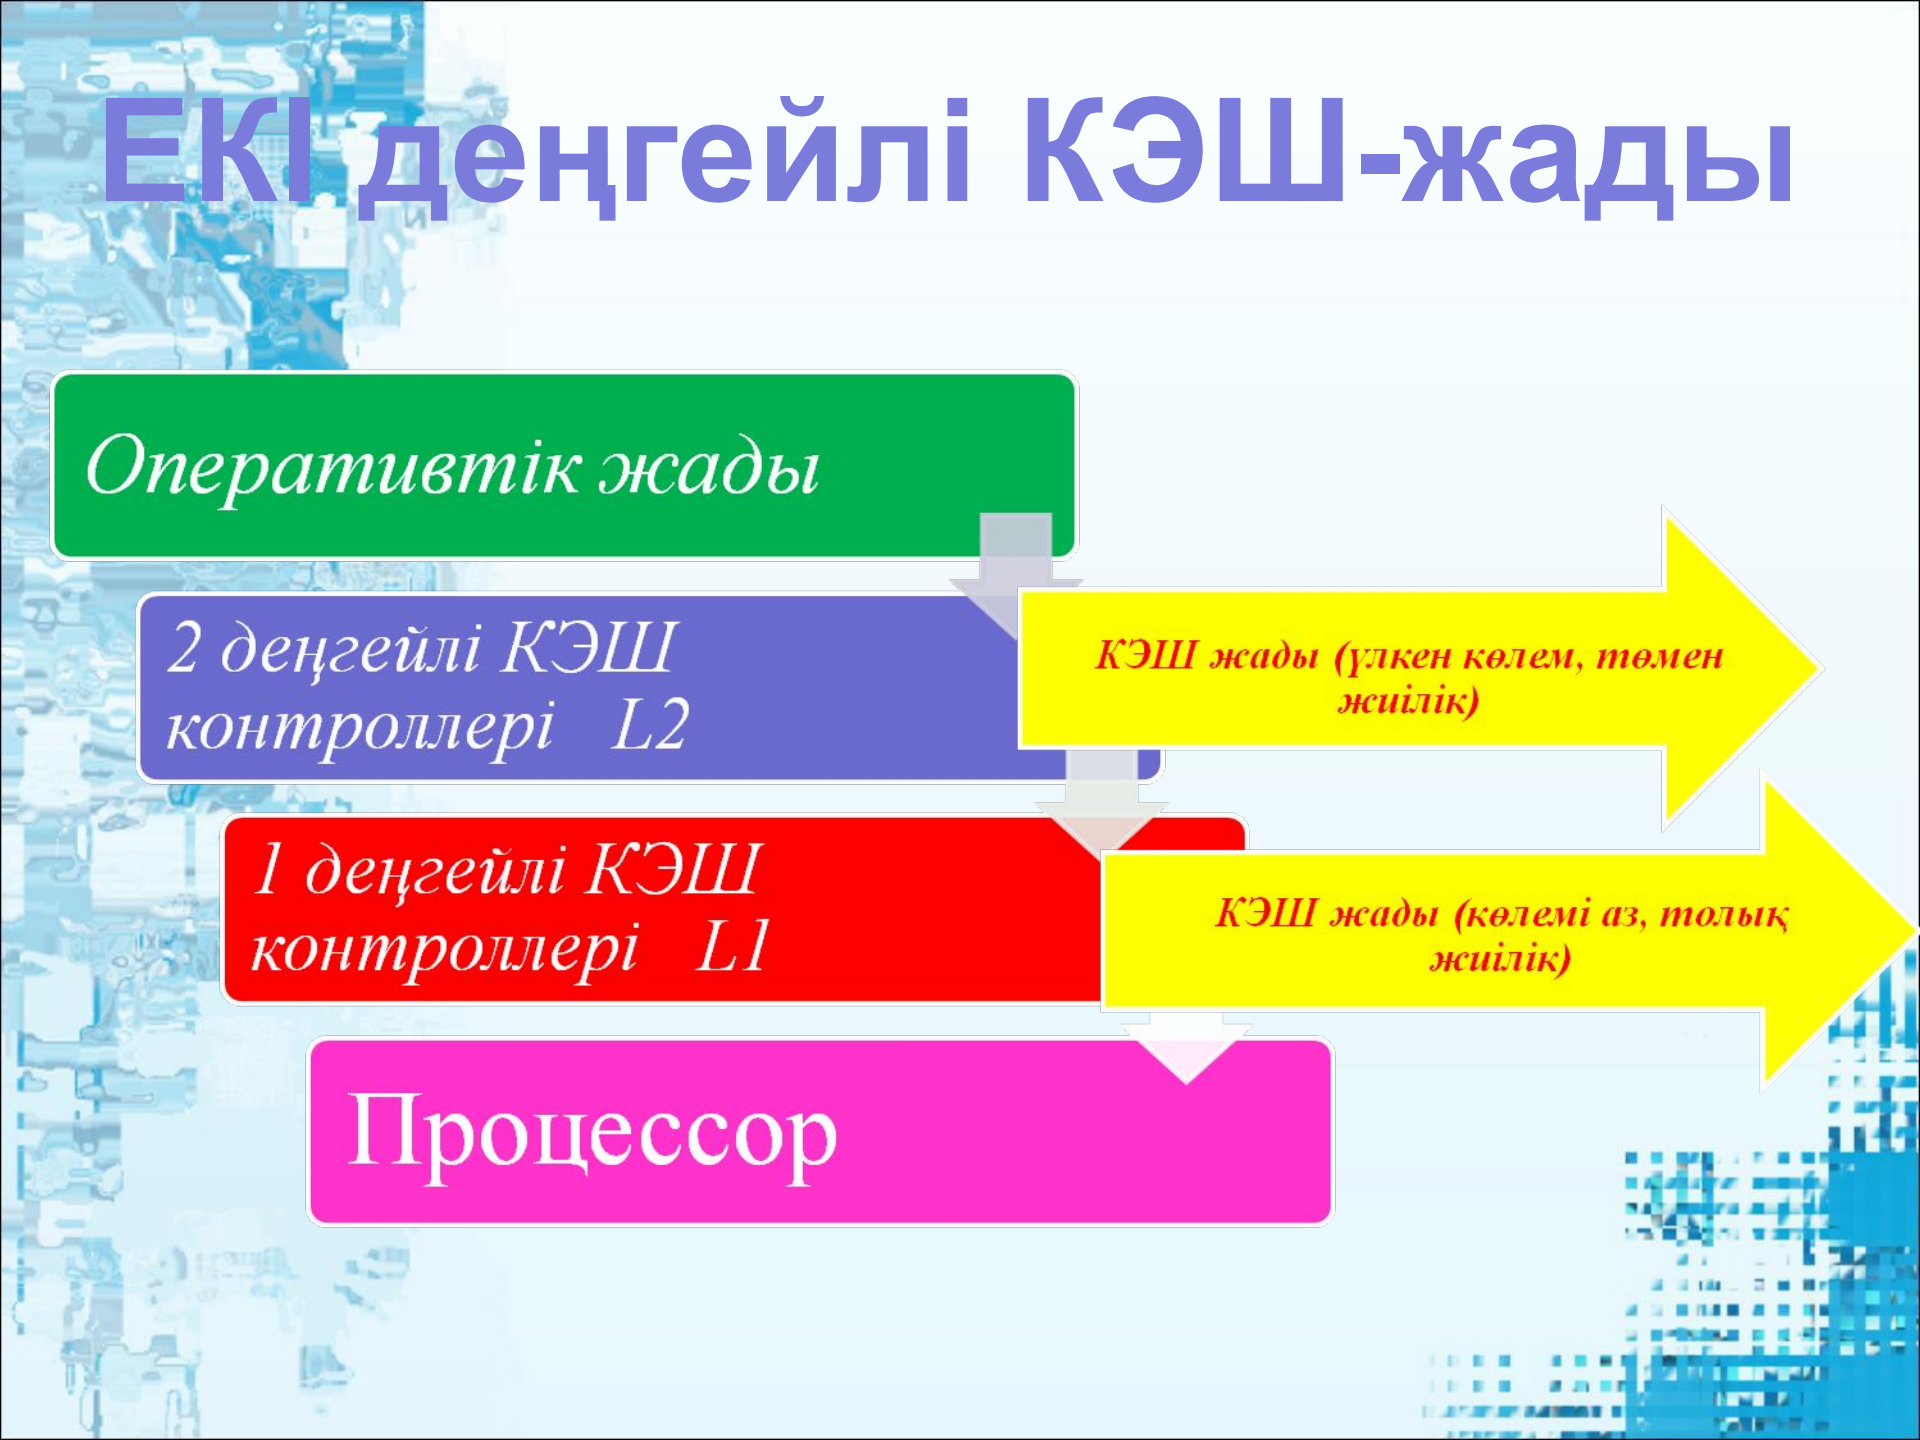 ЕКІ деңгейлі КЭШ-жады
Оперативтік жады
2 деңгейлі КЭШ
контроллері L2
КЭШ жады (үлкен көлем, төмен
жиілік)
1 деңгейлі КЭШ
контроллері L1
КЭШ жады (көлемі аз, толық
жиілік)
Процессор